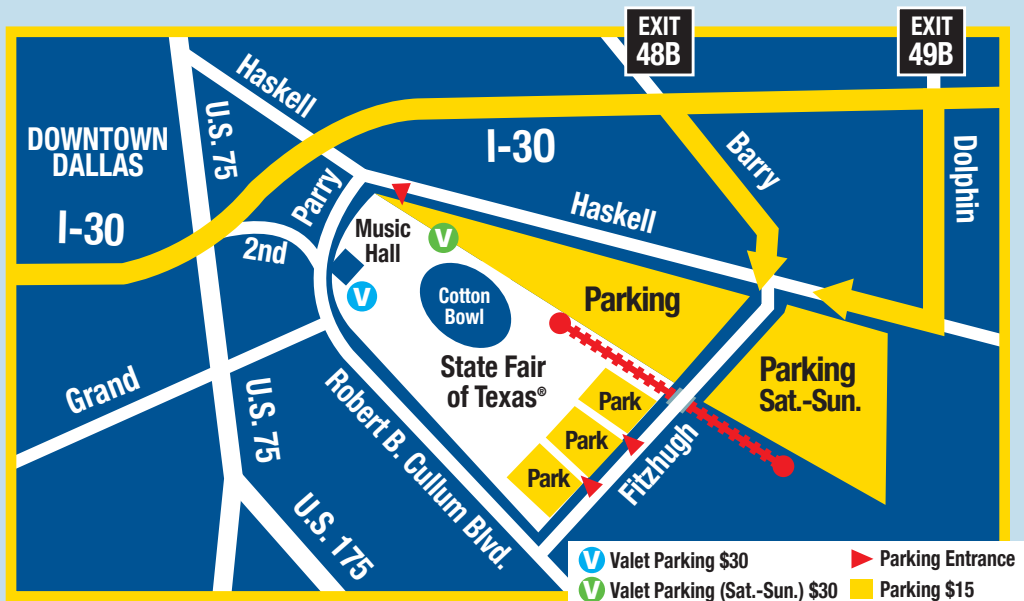 EXIT
48B
EXIT
49B
Haskell
U.S. 75
DOWNTOWN
DALLAS
I-30
I-30
Barry
Dolphin
Parry
Haskell
2nd
Music
Hall
V
V
Cotton
Bowl
Parking
State Fair
of Texas®
Parking
Sat.-Sun.
Grand
U.S. 75
Robert B. Cullum Blvd.
Park
Park
Park
Fitzhugh
U.S. 175
V Valet Parking $30
Parking Entrance
V Valet Parking (Sat.-Sun.) $30
Parking $15